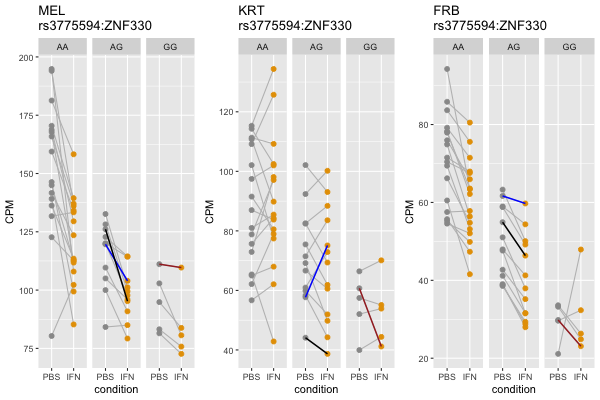 MEL
rs3775594:ZNF330
AA AG GG
200
175
150
125
100
75
CPM
PBS IFN PBS IFN PBS IFN
condition
KRT
rs3775594:ZNF330
AA AG GG
120
100
80
60
40
CPM
PBS IFN PBS IFN PBS IFN
condition
FRB
rs3775594:ZNF330
AA AG GG
80
60
40
20
CPM
PBS IFN PBS IFN PBS IFN
condition